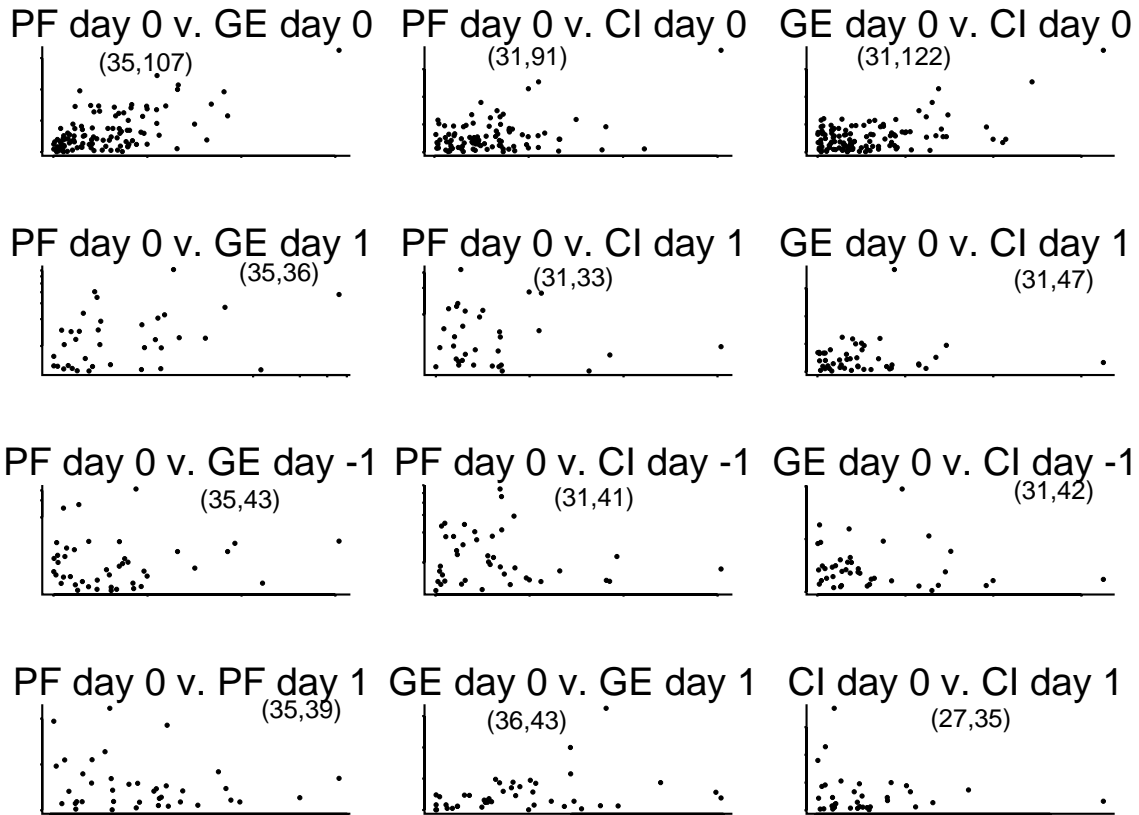 PF day 0 v. GE day 0
(35,107)
PF day 0 v. CI day 0
(31,91)
GE day 0 v. CI day 0
(31,122)
PF day 0 v. GE day 1
(35,36)
PF day 0 v. CI day 1
(31,33)
GE day 0 v. CI day 1
(31,47)
PF day 0 v. GE day -1
(35,43)
PF day 0 v. CI day -1
(31,41)
GE day 0 v. CI day -1
(31,42)
PF day 0 v. PF day 1
(35,39)
GE day 0 v. GE day 1
(36,43)
CI day 0 v. CI day 1
(27,35)